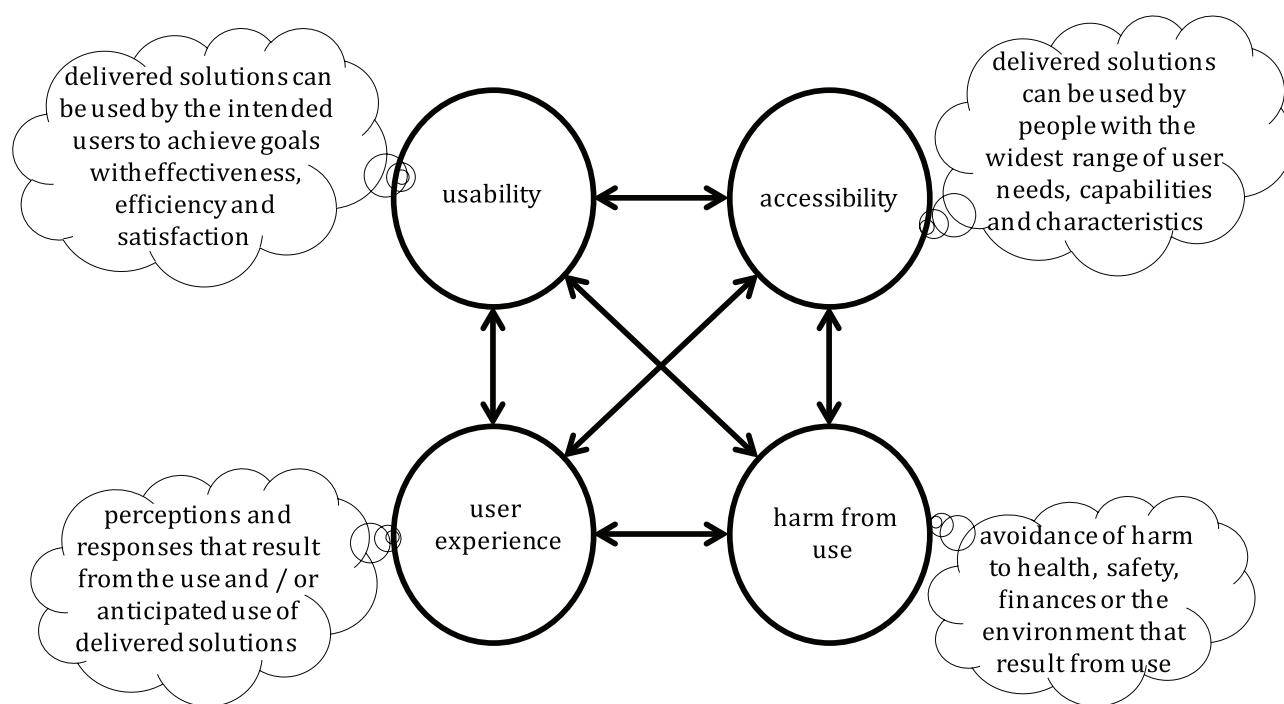 delivered solutions can
be used by the intended
users to achieve goals
with effectiveness,
efficiency and
satisfaction
usability
accessibility
delivered solutions
can be used by
people with the
widest range of user
needs, capabilities
and characteristics
perceptions and
responses that result
from the use and / or
anticipated use of
delivered solutions
user
experience
harm from
use
avoidance of harm
to health, safety,
finances or the
environment that
result from use